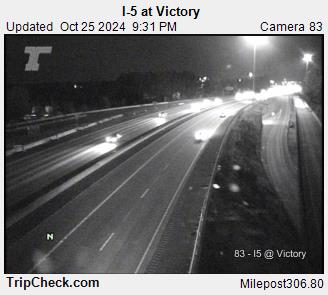 I-5 at Victory
Updated Oct 25 2024 9:31 PM Camera 83
T
N
83 - I5 @ Victory
TripCheck.com Milepost306.80